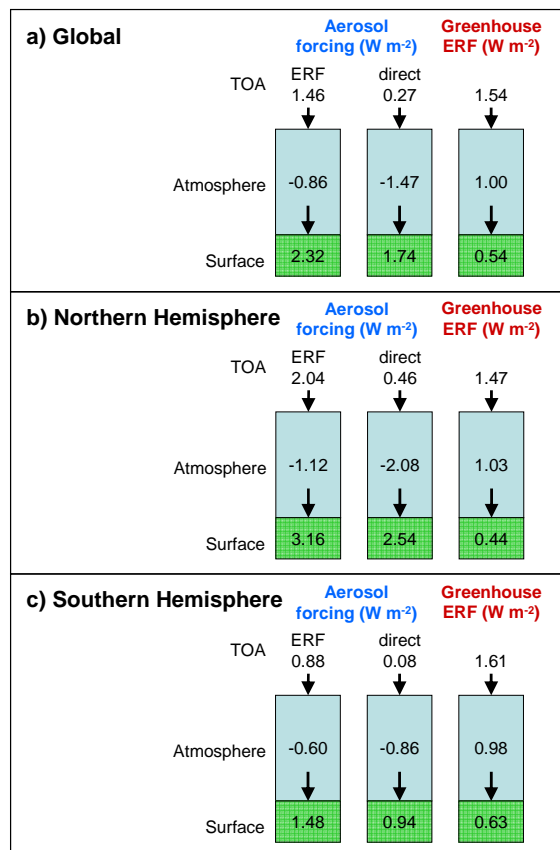 a) Global
Aerosol
forcing (W m-2)
Greenhouse
ERF (W m-2)
TOA
ERF
1.46
direct
0.27
1.54
Atmosphere
-0.86
-1.47
1.00
Surface
2.32
1.74
0.54
b) Northern Hemisphere
Aerosol
forcing (W m-2)
Greenhouse
ERF (W m-2)
TOA
ERF
2.04
direct
0.46
1.47
Atmosphere
-1.12
-2.08
1.03
Surface
3.16
2.54
0.44
c) Southern Hemisphere
Aerosol
forcing (W m-2)
Greenhouse
ERF (W m-2)
TOA
ERF
0.88
direct
0.08
1.61
Atmosphere
-0.60
-0.86
0.98
Surface
1.48
0.94
0.63